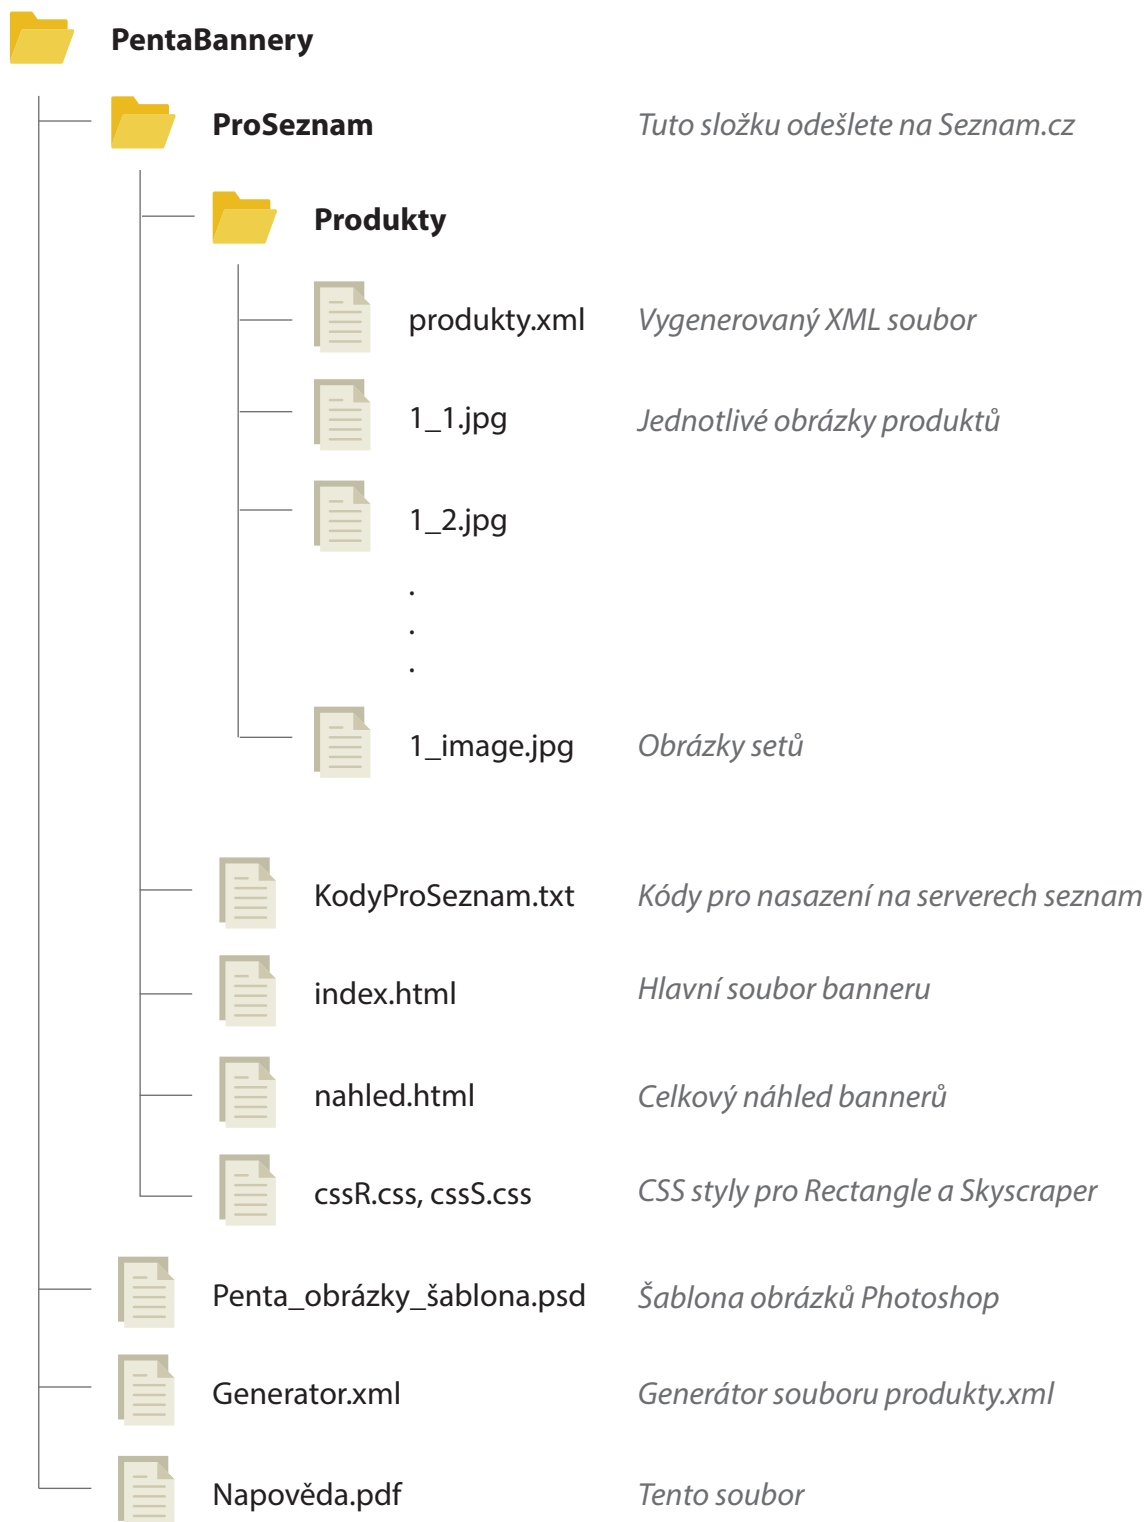 PentaBannery
ProSeznam Tuto složku odešlete na Seznam.cz
Produkty
produkty.xml Vygenerovaný XML soubor
1_1.jpg Jednotlivé obrázky produktů
1_2.jpg
.
.
.
1_image.jpg Obrázky setů
KodyProSeznam.txt Kódy pro nasazení na serverech seznam
index.html Hlavní soubor banneru
nahled.html Celkový náhled bannerů
cssR.css, cssS.css CSS styly pro Rectangle a Skyscraper
Penta_obrázky_šablona.psd Šablona obrázků Photoshop
Generator.xml Generátor souboru produkty.xml
Napověda.pdf Tento soubor